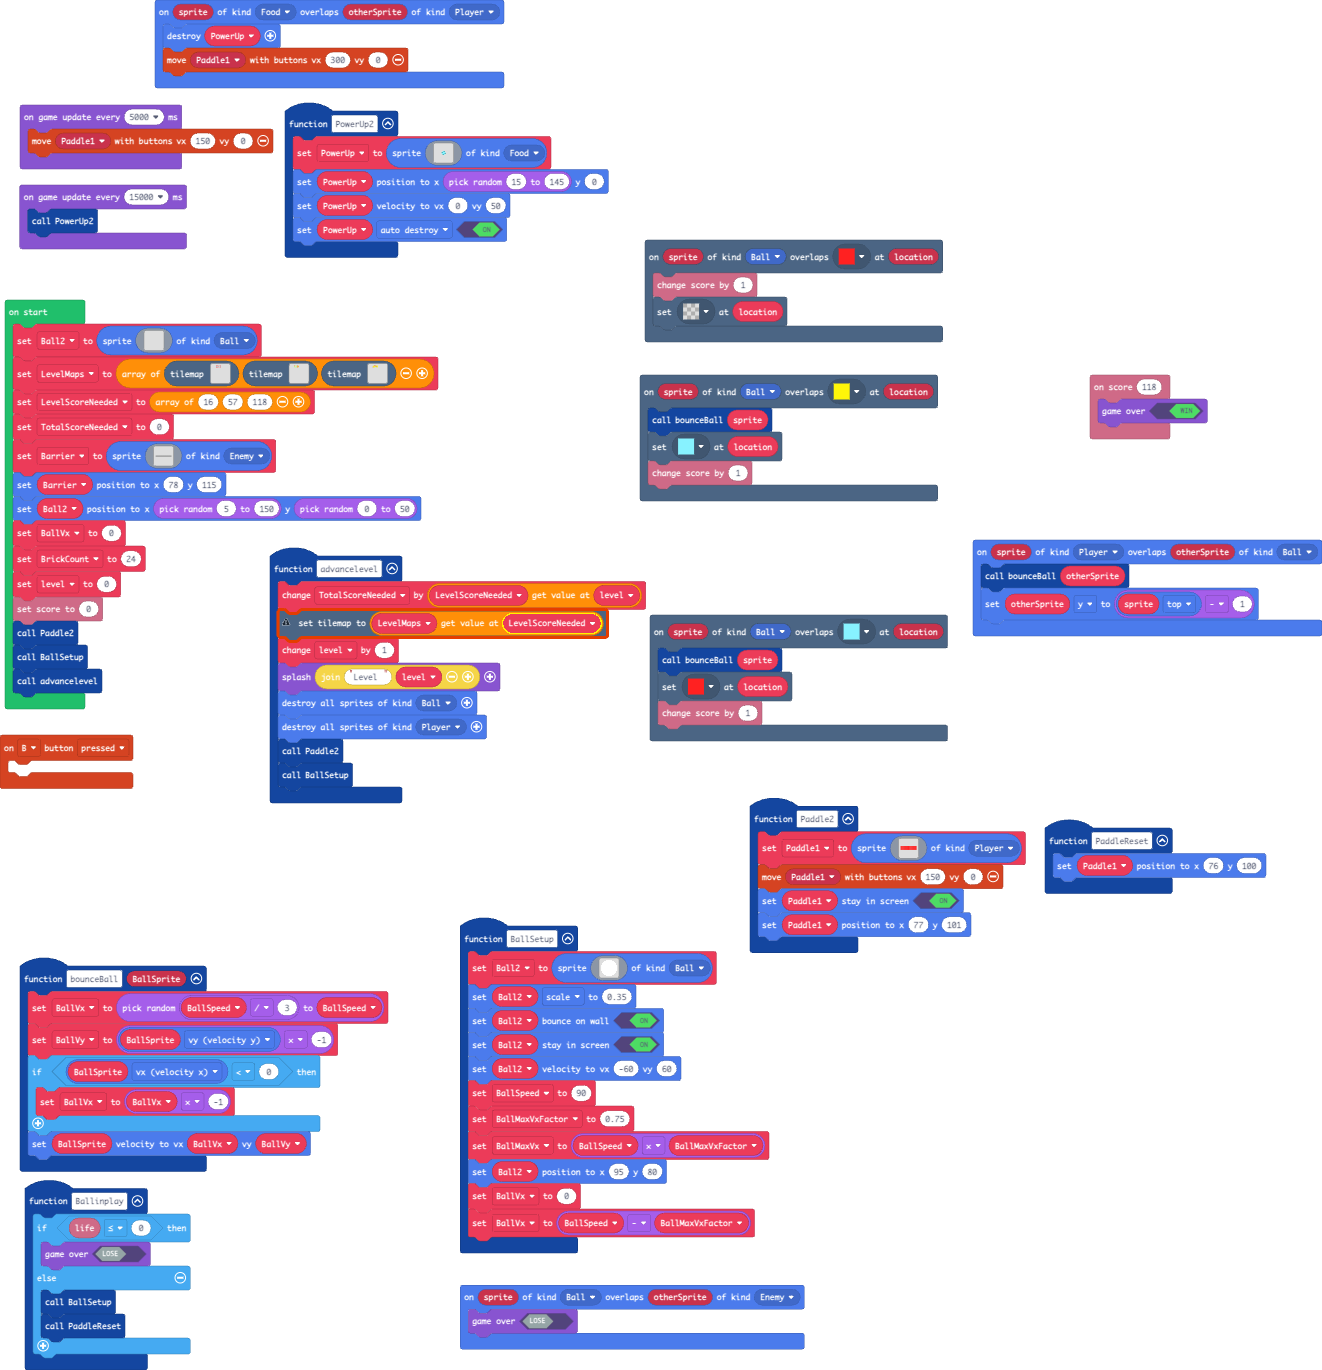 on sprite of kind Food overlaps otherSprite of kind Player
destroy PowerUp
move Paddle1 with buttons vx 300 vy 0
on game update every 5000 ms
move Paddle1 with buttons vx 150 vy 0
on game update every 15000 ms
call PowerUp2
function PowerUp2
set PowerUp to sprite of kind Food
set PowerUp position to x pick random 15 to 145 y 0
set PowerUp velocity to vx 0 vy 50
set PowerUp auto destroy ON
on sprite of kind Ball overlaps at location
change score by 1
set at location
on start
set Ball2 to sprite of kind Ball
set LevelMaps to array of tilemap tilemap tilemap
set LevelScoreNeeded to array of 16 57 118
set TotalScoreNeeded to 0
set Barrier to sprite of kind Enemy
set Barrier position to x 78 y 115
set Ball2 position to x pick random 5 to 150 y pick random 0 to 50
set BallVx to 0
set BrickCount to 24
set level to 0
set score to 0
call Paddle2
call BallSetup
call advancelevel
on sprite of kind Ball overlaps at location
call bounceBall sprite
set at location
change score by 1
on score 118
game over WIN
on sprite of kind Player overlaps otherSprite of kind Ball
call bounceBall otherSprite
set otherSprite y to sprite top - 1
function advancelevel
change TotalScoreNeeded by LevelScoreNeeded get value at level
set tilemap to LevelMaps get value at LevelScoreNeeded
change level by 1
splash join Level level
destroy all sprites of kind Ball
destroy all sprites of kind Player
call Paddle2
call BallSetup
on sprite of kind Ball overlaps at location
call bounceBall sprite
set at location
change score by 1
on B button pressed
function Paddle2
set Paddle1 to sprite of kind Player
move Paddle1 with buttons vx 150 vy 0
set Paddle1 stay in screen ON
set Paddle1 position to x 77 y 101
function PaddleReset
set Paddle1 position to x 76 y 100
function BallSetup
set Ball2 to sprite of kind Ball
set Ball2 scale to 0.35
set Ball2 bounce on wall ON
set Ball2 stay in screen ON
set Ball2 velocity to vx -60 vy 60
set BallSpeed to 90
set BallMaxVxFactor to 0.75
set BallMaxVx to BallSpeed × BallMaxVxFactor
set Ball2 position to x 95 y 80
set BallVx to 0
set BallVx to BallSpeed - BallMaxVxFactor
function bounceBall BallSprite
set BallVx to pick random BallSpeed / 3 to BallSpeed
set BallVy to BallSprite vy (velocity y) × -1
if BallSprite vx (velocity x) < 0 then
set BallVx to BallVx × -1
set BallSprite velocity to vx BallVx vy BallVy
function Ballinplay
if life ≤ 0 then
game over LOSE
else
call BallSetup
call PaddleReset
on sprite of kind Ball overlaps otherSprite of kind Enemy
game over LOSE